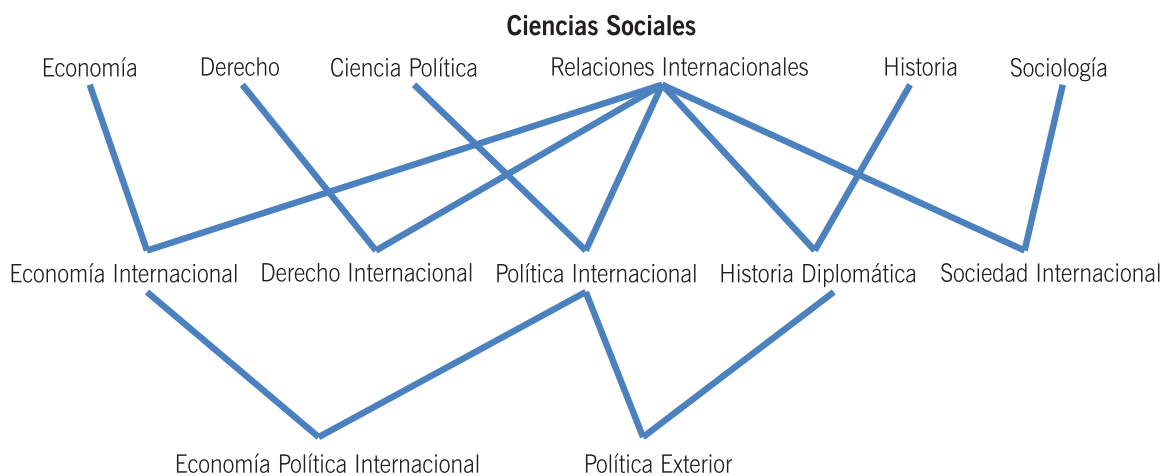 Ciencias Sociales
Economía Derecho Ciencia Política Relaciones Internacionales Historia Sociología
Economía Internacional Derecho Internacional Política Internacional Historia Diplomática Sociedad Internacional
Economía Política Internacional Política Exterior